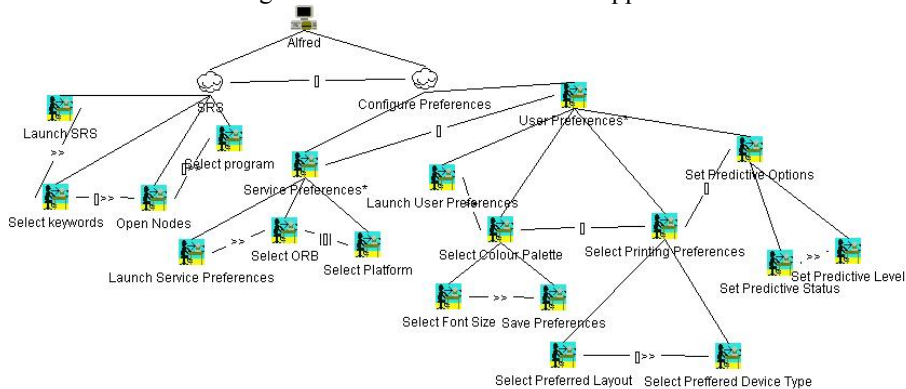 Alfred
[]
SRS
Configure Preferences
User Preferences*
Launch SRS
[]
>>
Select program
[]>>
Service Preferences*
Set Predictive Options
[]
Launch User Preferences
>>
Select keywords
[]>>
Open Nodes
>>
Select ORB
|[]|
Select Platform
Launch Service Preferences
Select Colour Palette
[]
Select Printing Preferences
>>
Set Predictive Level
Set Predictive Status
>>
Select Font Size
Save Preferences
[]>>
Select Preferred Layout
Select Preffered Device Type